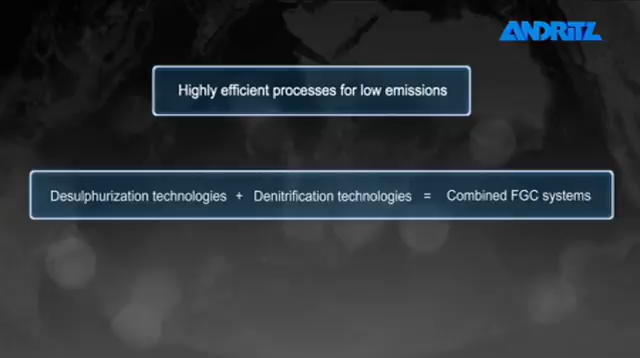 ANDRITZ
Highly efficient processes for low emissions
Desulphurization technologies + Denitrification technologies = Combined FGC systems